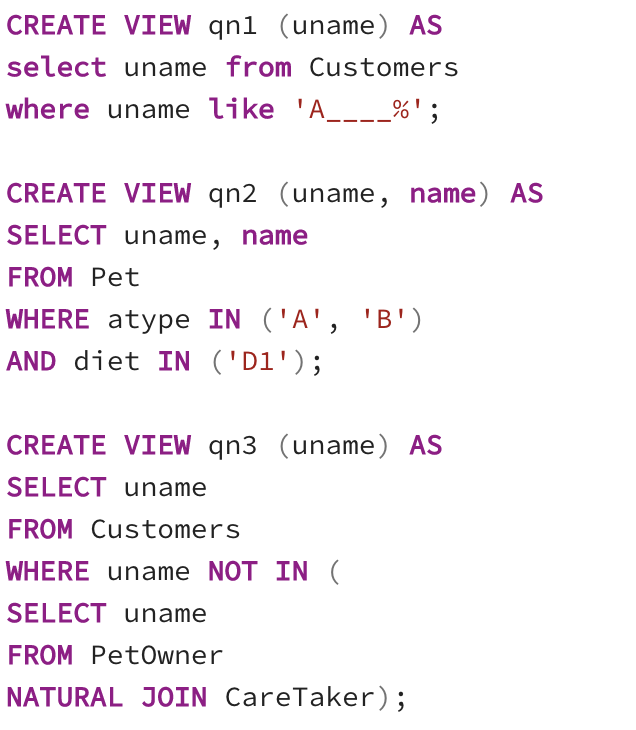 CREATE VIEW qn1 (uname) AS
select uname from Customers
where uname like 'A____%';
CREATE VIEW qn2 (uname, name) AS
SELECT uname, name
FROM Pet
WHERE atype IN ('A', 'B')
AND diet IN ('D1');
CREATE VIEW qn3 (uname) AS
SELECT uname
FROM Customers
WHERE uname NOT IN (
SELECT uname
FROM PetOwner
NATURAL JOIN CareTaker);